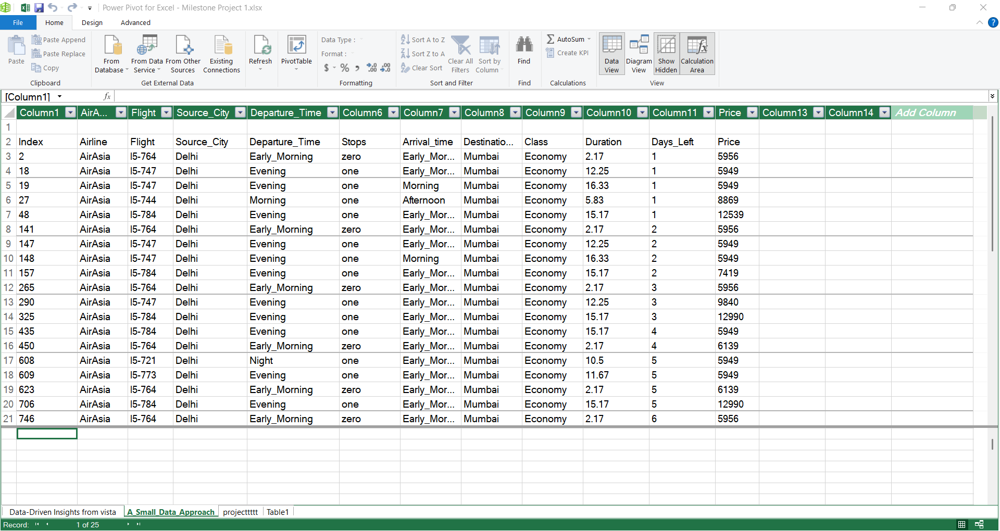 Power Pivot for Excel - Milestone Project 1.xlsx
File Home Design Advanced
Paste
Paste Append
Paste Replace
Copy
Clipboard
From Database
From Data Service
From Other Sources
Existing Connections
Get External Data
Refresh
PivotTable
Data Type :
Format :
$ % , .00 .00
Formatting
Sort A to Z
Sort Z to A
Clear Sort
Clear All Filters
Sort by Column
Sort and Filter
Find
Find
AutoSum
Create KPI
Calculations
Data View
Diagram View
Show Hidden
Calculation Area
View
[Column1] fx
Column1 AirA... Flight Source_City Departure_Time Column6 Column7 Column8 Column9 Column10 Column11 Price Column13 Column14 Add Column
1
2 Index Airline Flight Source_City Departure_Time Stops Arrival_time Destinatio... Class Duration Days_Left Price
3 2 AirAsia I5-764 Delhi Early_Morning zero Early_Mor... Mumbai Economy 2.17 1 5956
4 18 AirAsia I5-747 Delhi Evening one Early_Mor... Mumbai Economy 12.25 1 5949
5 19 AirAsia I5-747 Delhi Evening one Morning Mumbai Economy 16.33 1 5949
6 27 AirAsia I5-744 Delhi Morning one Afternoon Mumbai Economy 5.83 1 8869
7 48 AirAsia I5-784 Delhi Evening one Early_Mor... Mumbai Economy 15.17 1 12539
8 141 AirAsia I5-764 Delhi Early_Morning zero Early_Mor... Mumbai Economy 2.17 2 5956
9 147 AirAsia I5-747 Delhi Evening one Early_Mor... Mumbai Economy 12.25 2 5949
10 148 AirAsia I5-747 Delhi Evening one Morning Mumbai Economy 16.33 2 5949
11 157 AirAsia I5-784 Delhi Evening one Early_Mor... Mumbai Economy 15.17 2 7419
12 265 AirAsia I5-764 Delhi Early_Morning zero Early_Mor... Mumbai Economy 2.17 3 5956
13 290 AirAsia I5-747 Delhi Evening one Early_Mor... Mumbai Economy 12.25 3 9840
14 325 AirAsia I5-784 Delhi Evening one Early_Mor... Mumbai Economy 15.17 3 12990
15 435 AirAsia I5-784 Delhi Evening one Early_Mor... Mumbai Economy 15.17 4 5949
16 450 AirAsia I5-764 Delhi Early_Morning zero Early_Mor... Mumbai Economy 2.17 4 6139
17 608 AirAsia I5-721 Delhi Night one Early_Mor... Mumbai Economy 10.5 5 5949
18 609 AirAsia I5-773 Delhi Evening one Early_Mor... Mumbai Economy 11.67 5 5949
19 623 AirAsia I5-764 Delhi Early_Morning zero Early_Mor... Mumbai Economy 2.17 5 6139
20 706 AirAsia I5-784 Delhi Evening one Early_Mor... Mumbai Economy 15.17 5 12990
21 746 AirAsia I5-764 Delhi Early_Morning zero Early_Mor... Mumbai Economy 2.17 6 5956
Data-Driven Insights from vista A_Small_Data_Approach projecttttt Table1
Record: 1 of 25